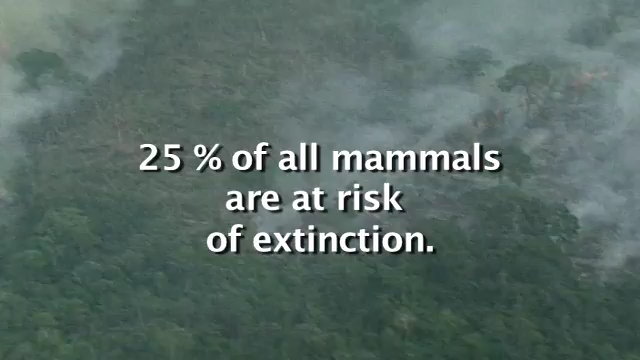 25 % of all mammals
are at risk
of extinction.